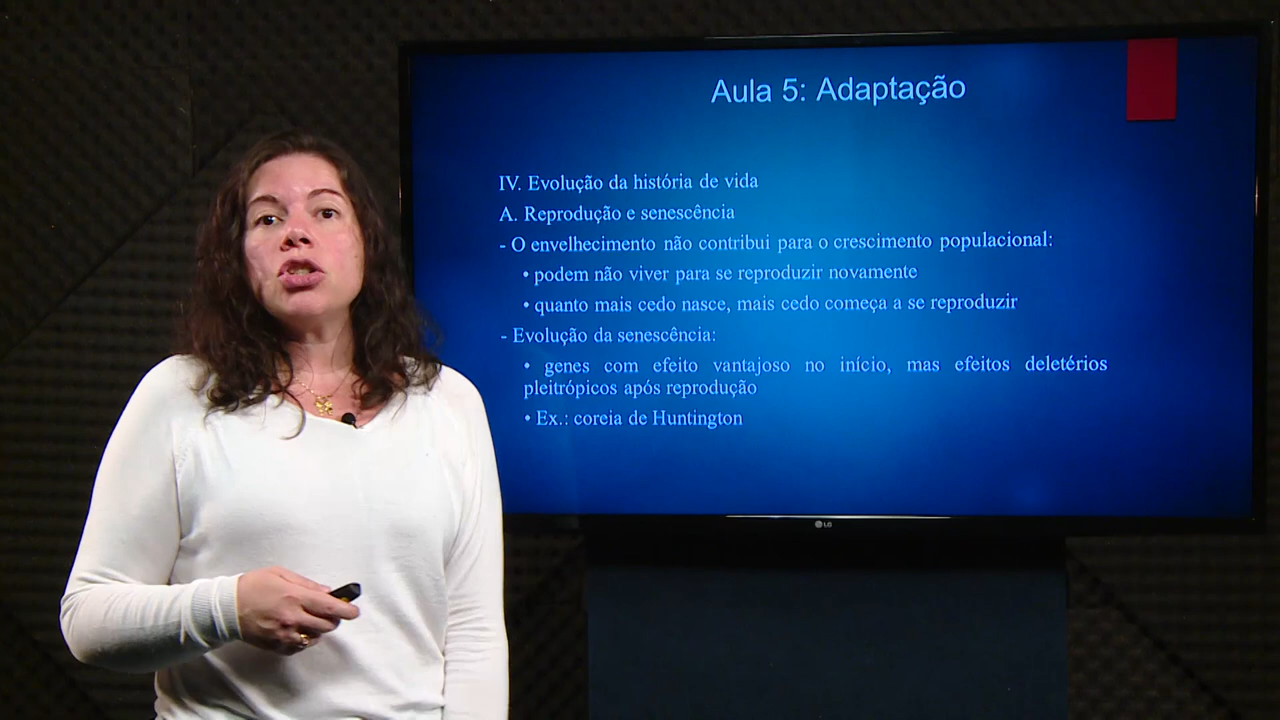 Aula 5: Adaptação
IV. Evolução da história de vida
A. Reprodução e senescência
- O envelhecimento não contribui para o crescimento populacional:
• podem não viver para se reproduzir novamente
• quanto mais cedo nasce, mais cedo começa a se reproduzir
- Evolução da senescência:
• genes com efeito vantajoso no início, mas efeitos deletérios
pleitrópicos após reprodução
• Ex.: coreia de Huntington
LG